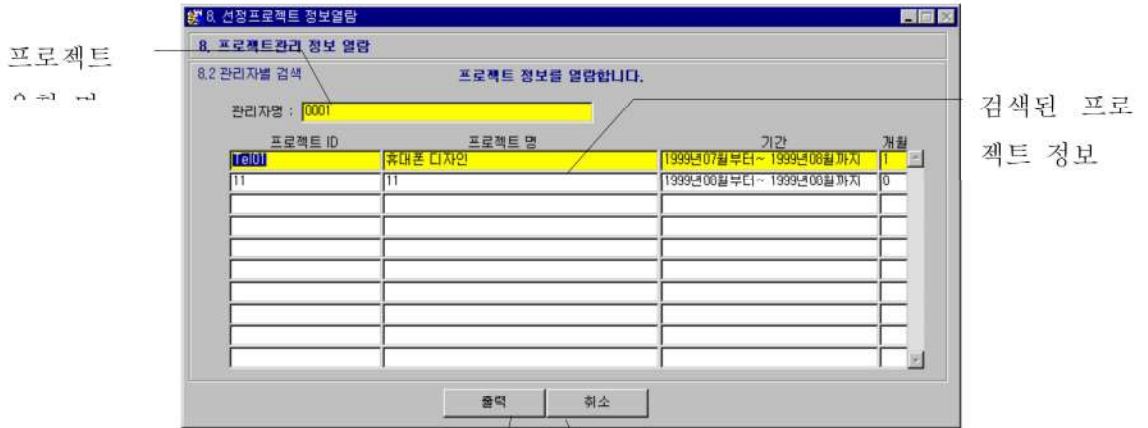 8. 선정프로젝트 정보열람
8. 프로젝트관리 정보 열람
8.2 관리자별 검색 프로젝트 정보를 열람합니다.
프로젝트
관리자명 : 0001
검색된 프로
젝트 정보
프로젝트 ID 프로젝트 명 기간 개월
Tel01 휴대폰 디자인 1999년07월부터~ 1999년08월까지 1
11 11 1999년08월부터~ 1999년08월까지 0
출력 취소